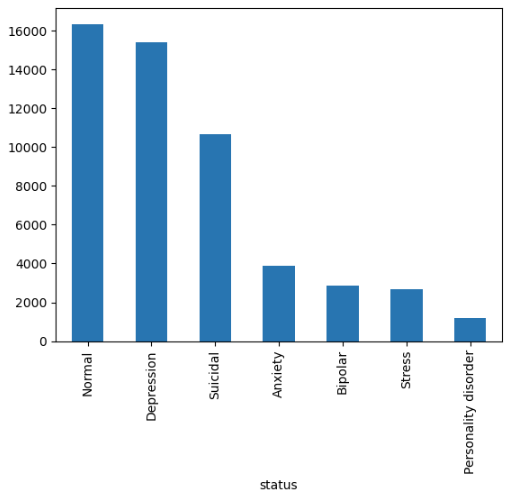 16000
14000
12000
10000
8000
6000
4000
2000
0
Normal
Depression
Suicidal
Anxiety
Bipolar
Stress
Personality disorder
status